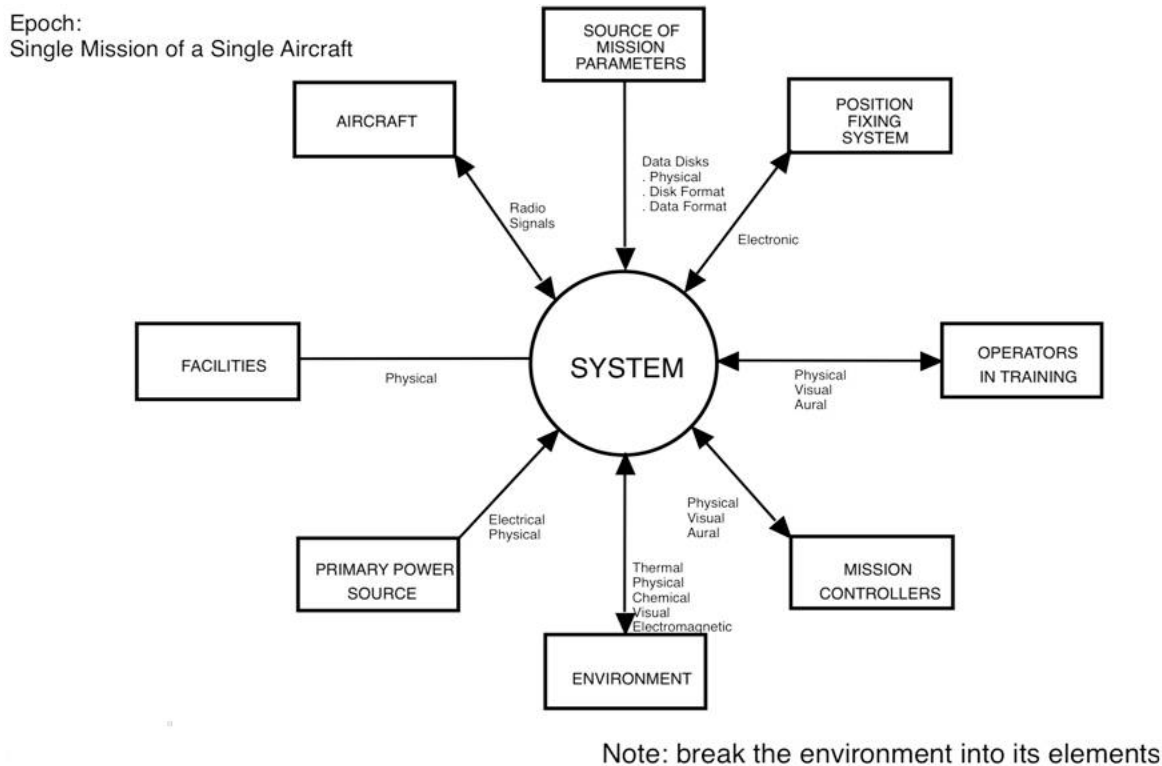 Epoch:
Single Mission of a Single Aircraft
SOURCE OF
MISSION
PARAMETERS
AIRCRAFT
POSITION
FIXING
SYSTEM
Data Disks
. Physical
. Disk Format
. Data Format
Radio
Signals
Electronic
FACILITIES
Physical
SYSTEM
OPERATORS
IN TRAINING
Physical
Visual
Aural
Electrical
Physical
Physical
Visual
Aural
PRIMARY POWER
SOURCE
Thermal
Physical
Chemical
Visual
Electromagnetic
MISSION
CONTROLLERS
ENVIRONMENT
Note: break the environment into its elements